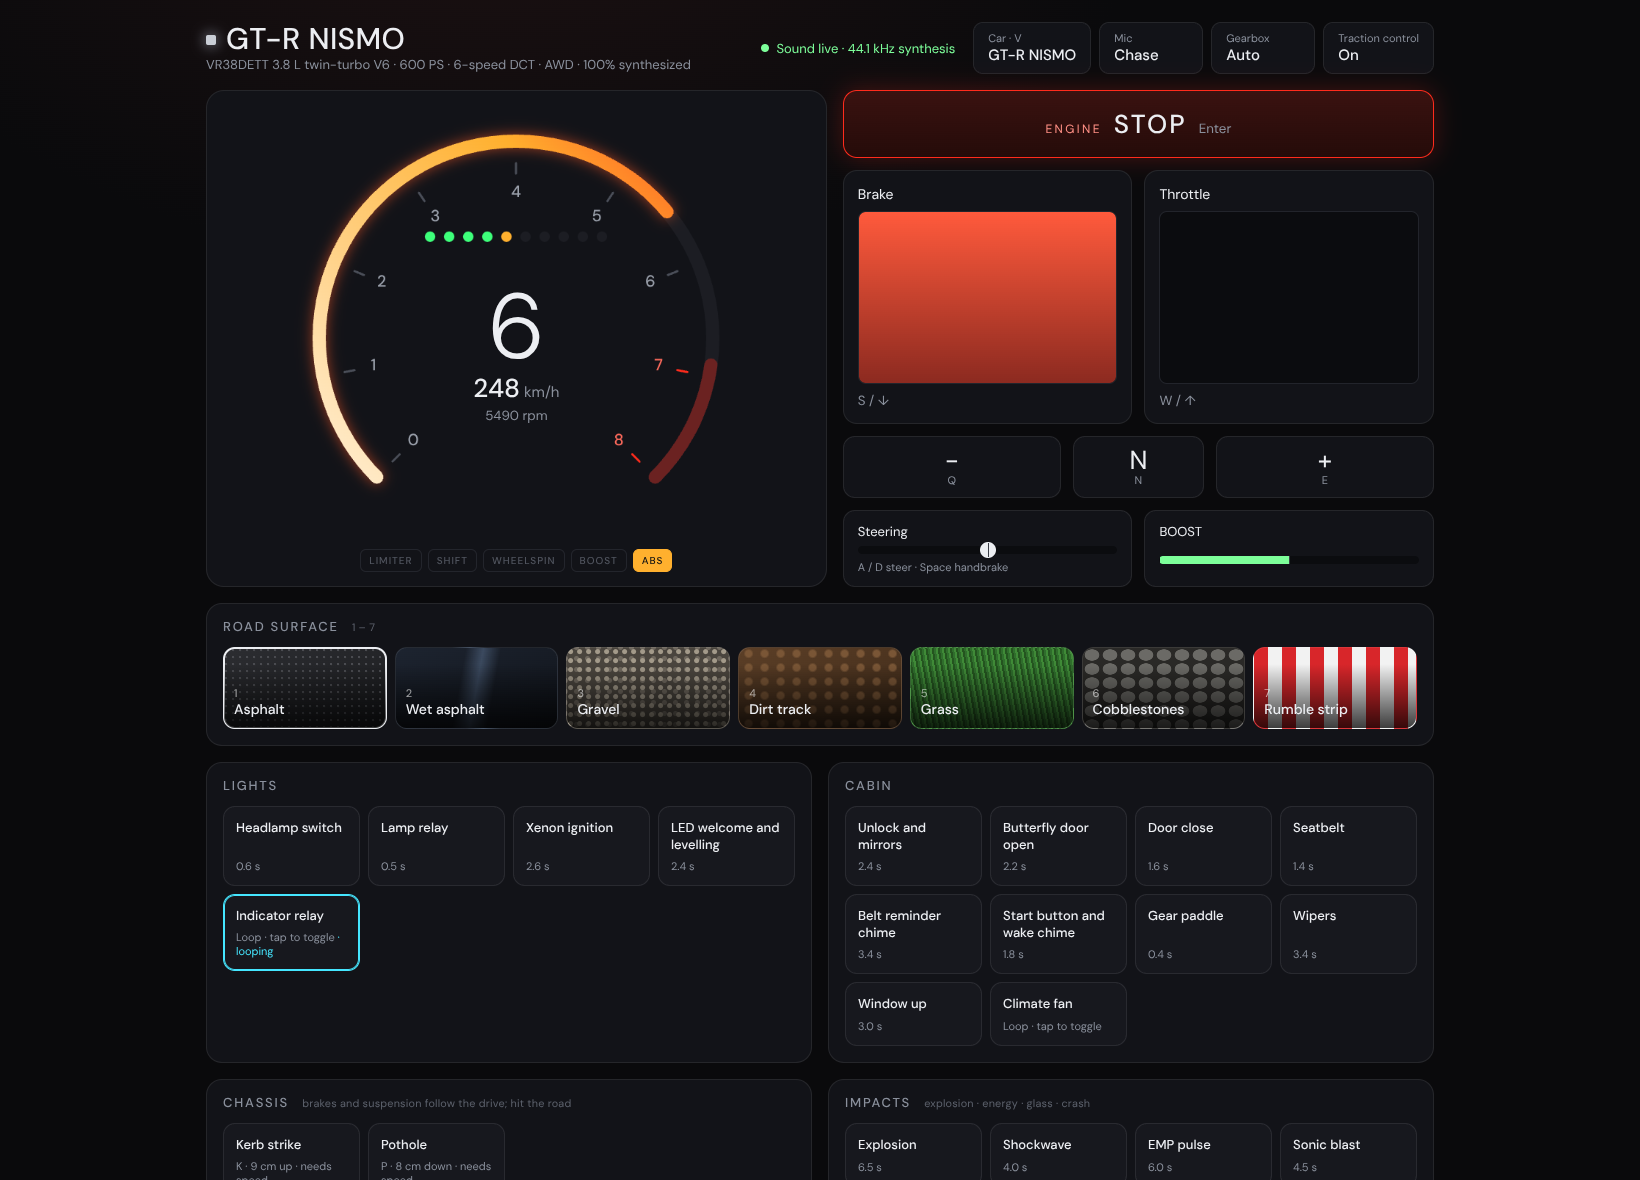 GT-R NISMO
VR38DETT 3.8 L twin-turbo V6 · 600 PS · 6-speed DCT · AWD · 100% synthesized
Sound live · 44.1 kHz synthesis
Car · V
GT-R NISMO
Mic
Chase
Gearbox
Auto
Traction control
On
0
1
2
3
4
5
6
7
8
6
248 km/h
5490 rpm
LIMITER
SHIFT
WHEELSPIN
BOOST
ABS
ENGINE STOP Enter
Brake
S / ↓
Throttle
W / ↑
–
Q
N
N
+
E
Steering
A / D steer · Space handbrake
BOOST
ROAD SURFACE 1 – 7
1
Asphalt
2
Wet asphalt
3
Gravel
4
Dirt track
5
Grass
6
Cobblestones
7
Rumble strip
LIGHTS
Headlamp switch
0.6 s
Lamp relay
0.5 s
Xenon ignition
2.6 s
LED welcome and
levelling
2.4 s
Indicator relay
Loop · tap to toggle ·
looping
CABIN
Unlock and
mirrors
2.4 s
Butterfly door
open
2.2 s
Door close
1.6 s
Seatbelt
1.4 s
Belt reminder
chime
3.4 s
Start button and
wake chime
1.8 s
Gear paddle
0.4 s
Wipers
3.4 s
Window up
3.0 s
Climate fan
Loop · tap to toggle
CHASSIS brakes and suspension follow the drive; hit the road
Kerb strike
K · 9 cm up · needs
speed
Pothole
P · 8 cm down · needs
speed
IMPACTS explosion · energy · glass · crash
Explosion
6.5 s
Shockwave
4.0 s
EMP pulse
6.0 s
Sonic blast
4.5 s